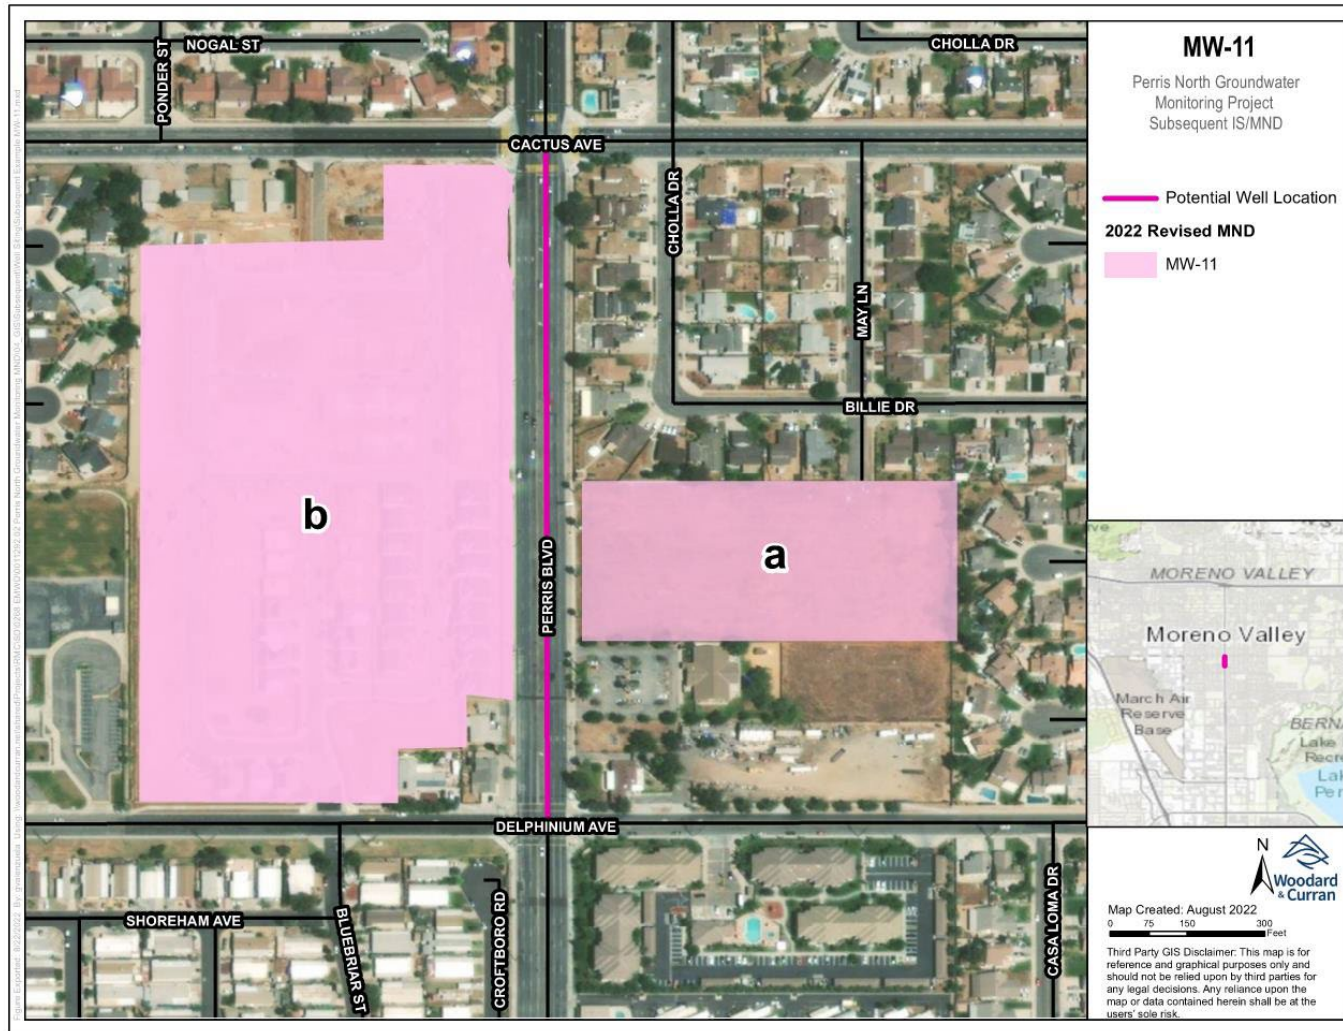 NOGAL ST
PONDER ST
CHOLLA DR
CACTUS AVE
CHOLLA DR
MAY LN
BILLIE DR
b
a
PERRIS BLVD
DELPHINIUM AVE
SHOREHAM AVE
BLUEBRIAR ST
CROFTBORO RD
CASA LOMA DR
MW-11
Perris North Groundwater
Monitoring Project
Subsequent IS/MND
Potential Well Location
2022 Revised MND
MW-11
MORENO VALLEY
Moreno Valley
March Air
Reserve
Base
BERN
Lake
Recre
Lak
Per
N
Woodard
& Curran
Map Created: August 2022
0 75 150 300
Feet
Third Party GIS Disclaimer: This map is for
reference and graphical purposes only and
should not be relied upon by third parties for
any legal decisions. Any reliance upon the
map or data contained herein shall be at the
users' sole risk.